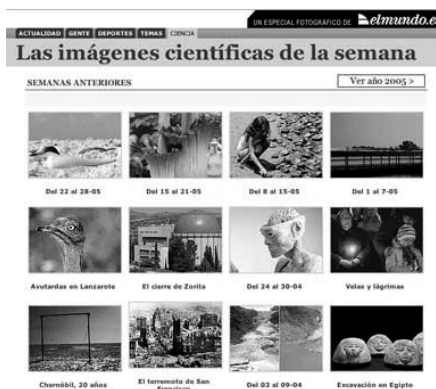 UN ESPECIAL FOTOGRÁFICO DE elmundo.e
ACTUALIDAD GENTE DEPORTES TEMAS CIENCIA
Las imágenes científicas de la semana
SEMANAS ANTERIORES
Ver año 2005 >
Del 22 al 28-05 Del 15 al 21-05 Del 8 al 15-05 Del 1 al 7-05
Avutardas en Lanzarote El cierre de Zorita Del 24 al 30-04 Velas y lágrimas
Chernóbil, 20 años El terremoto de San Francisco Del 03 al 09-04 Excavación en Egipto